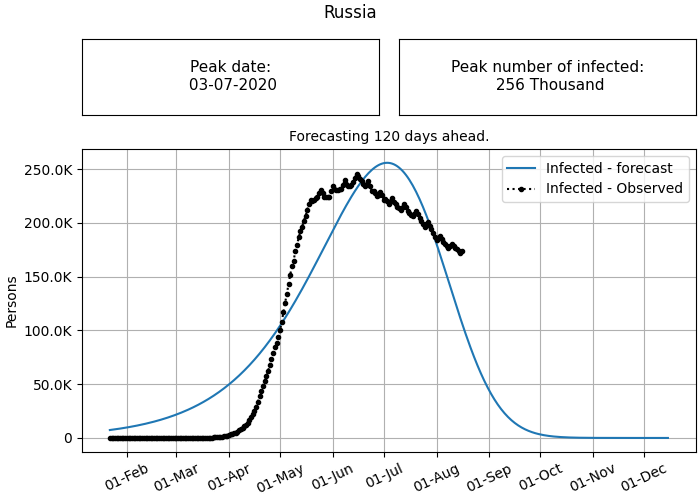 Russia
Peak date:
03-07-2020
Peak number of infected:
256 Thousand
Forecasting 120 days ahead.
Infected - forecast
Infected - Observed
Persons
250.0K
200.0K
150.0K
100.0K
50.0K
0
01-Feb
01-Mar
01-Apr
01-May
01-Jun
01-Jul
01-Aug
01-Sep
01-Oct
01-Nov
01-Dec